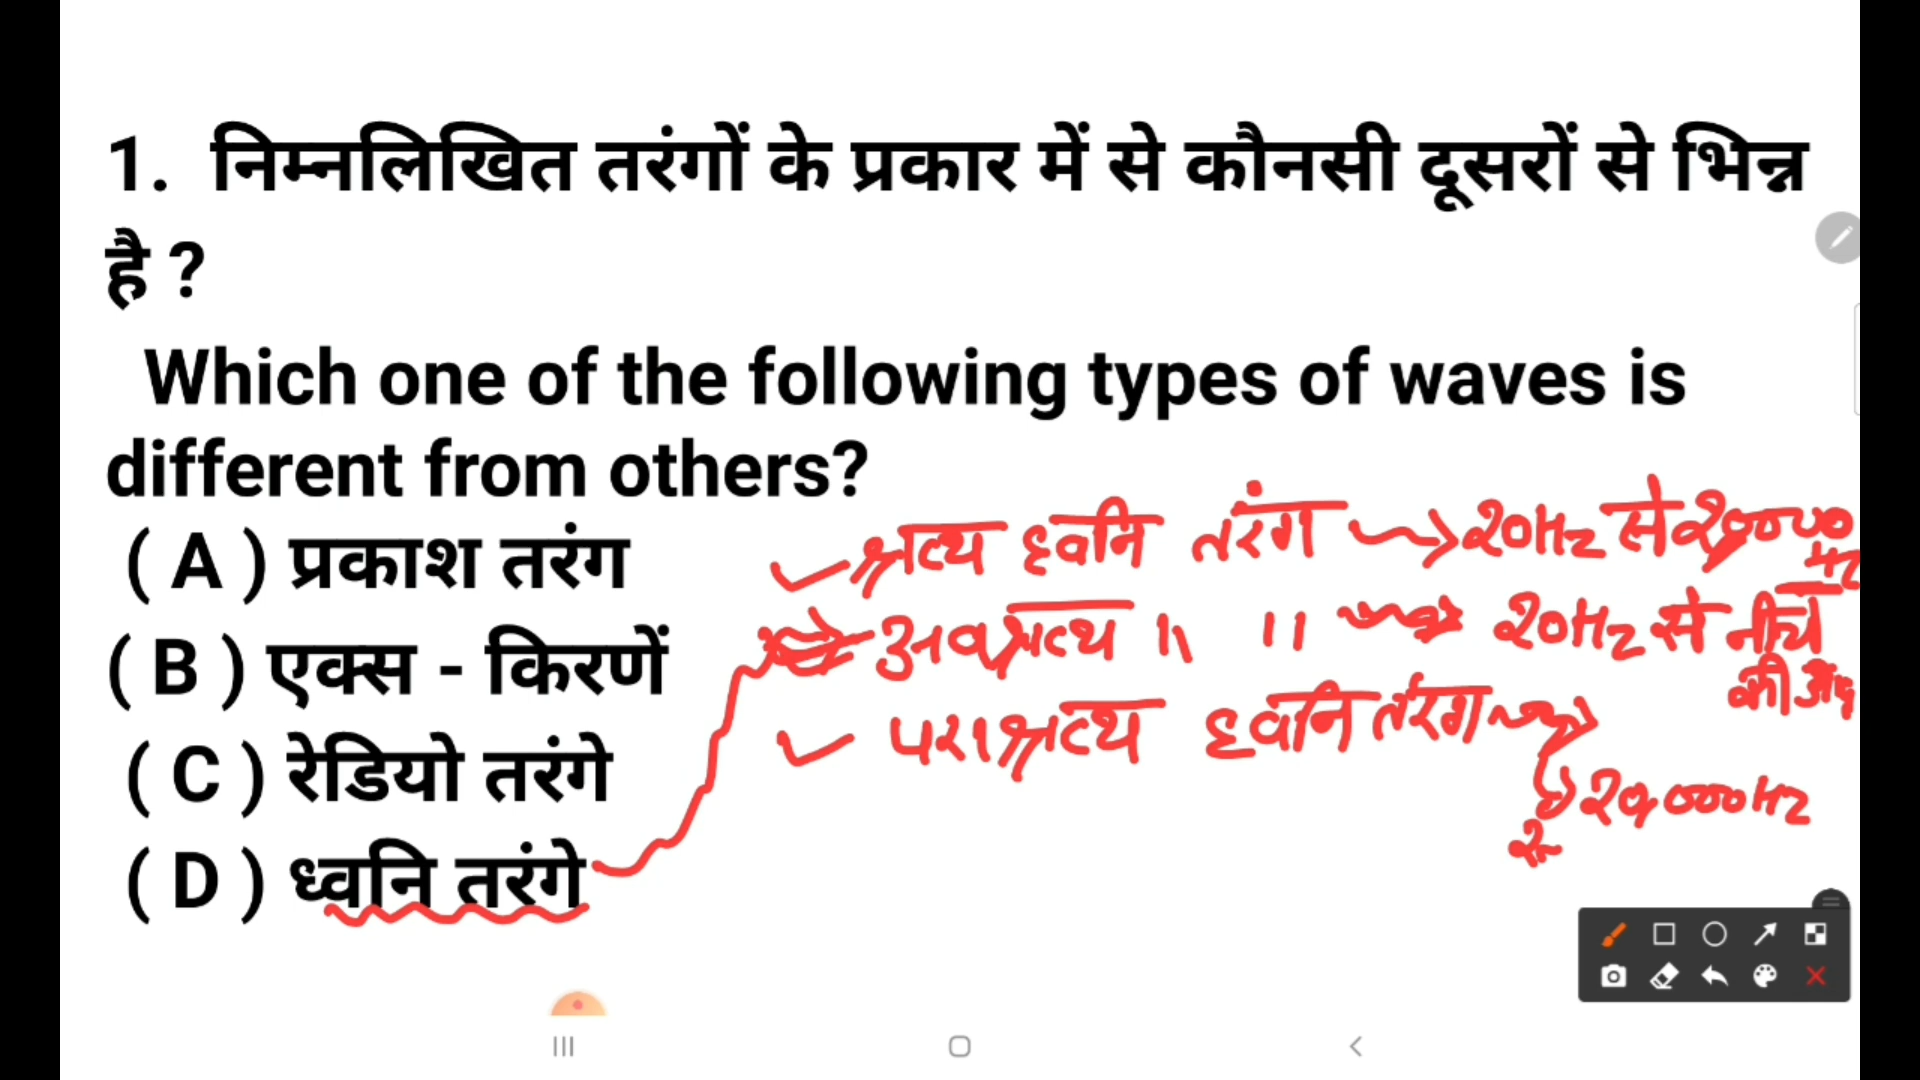 1. निम्नलिखित तरंगों के प्रकार में से कौनसी दूसरों से भिन्न
है ?
Which one of the following types of waves is
different from others?
( A ) प्रकाश तरंग
( B ) एक्स - किरणें
( C ) रेडियो तरंगे
( D ) ध्वनि तरंगे
श्रव्य ध्वनि तरंग → 20Hz से 20,000
Hz
अवश्रव्य " " → 20Hz से नीचे
की
पराश्रव्य ध्वनि तरंग →
20,000Hz
से